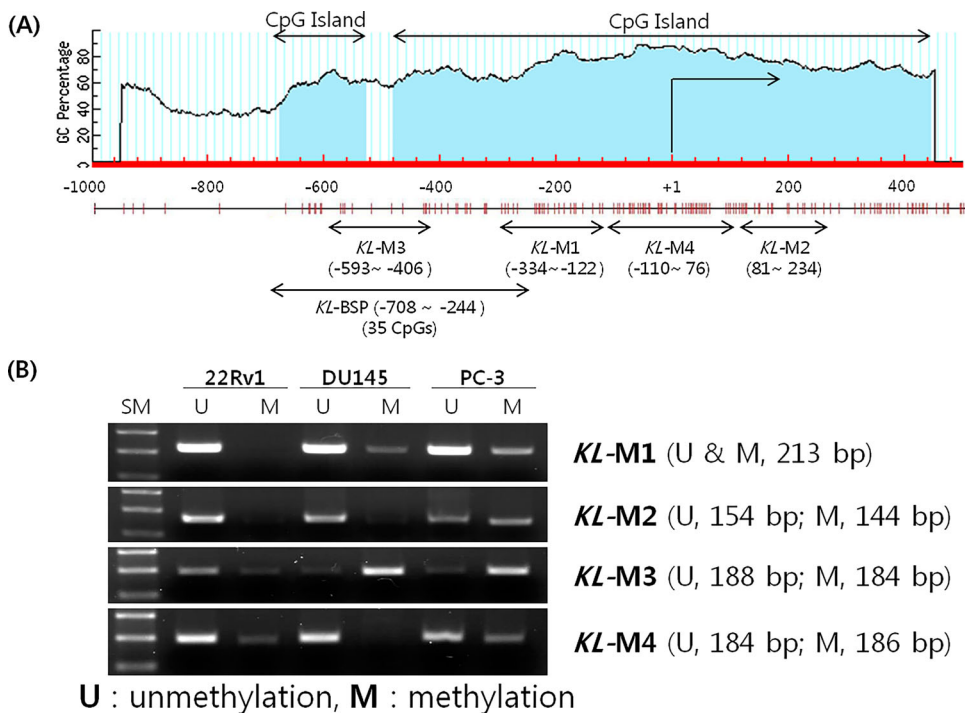 (A)
CpG Island CpG Island
GC Percentage
0 20 40 60 80
-1000 -800 -600 -400 -200 +1 200 400
KL-M3 KL-M1 KL-M4 KL-M2
(-593~ -406) (-334~-122) (-110~ 76) (81~ 234)
KL-BSP (-708 ~ -244 )
(35 CpGs)
(B)
22Rv1 DU145 PC-3
SM U M U M U M
KL-M1 (U & M, 213 bp)
KL-M2 (U, 154 bp; M, 144 bp)
KL-M3 (U, 188 bp; M, 184 bp)
KL-M4 (U, 184 bp; M, 186 bp)
U : unmethylation, M : methylation